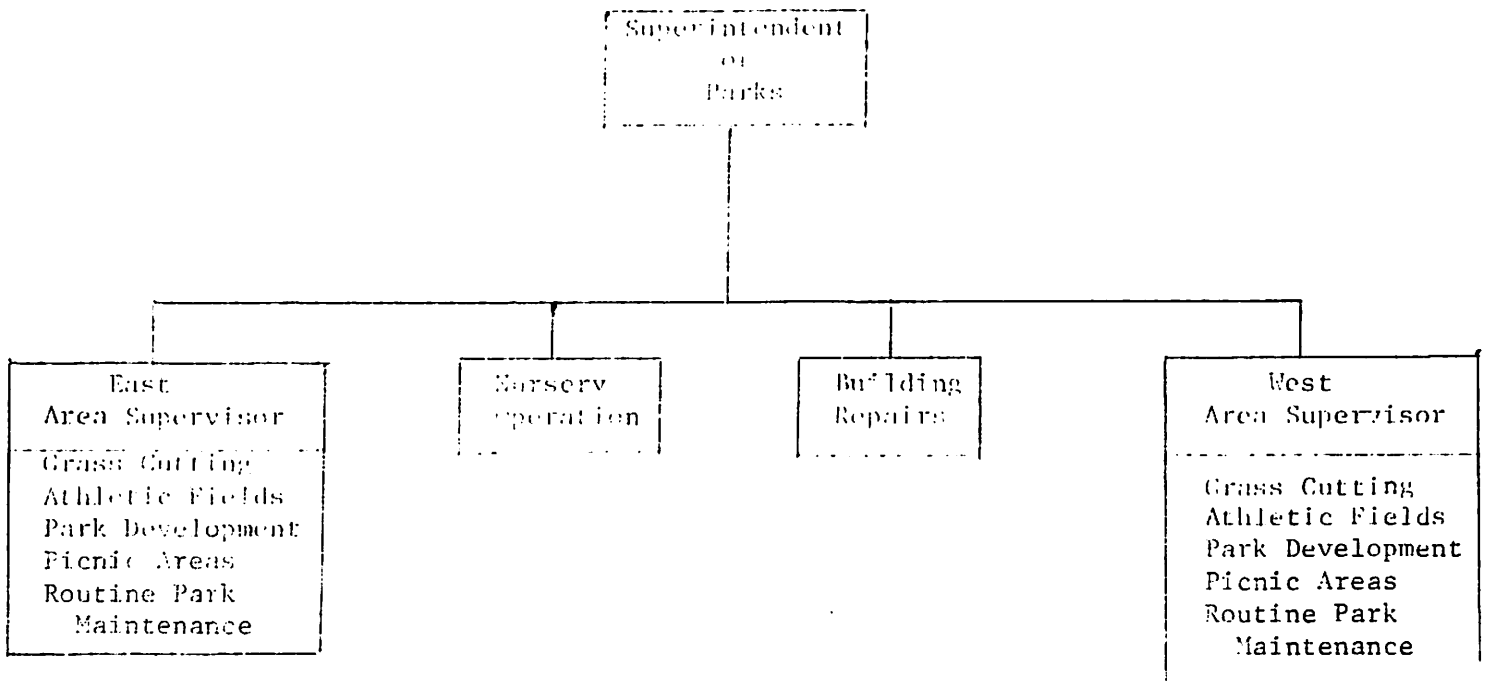 Superintendent
of
Parks
East
Area Supervisor
Grass Cutting
Athletic Fields
Park Development
Picnic Areas
Routine Park
Maintenance
Nursery
Operation
Building
Repairs
West
Area Supervisor
Grass Cutting
Athletic Fields
Park Development
Picnic Areas
Routine Park
Maintenance